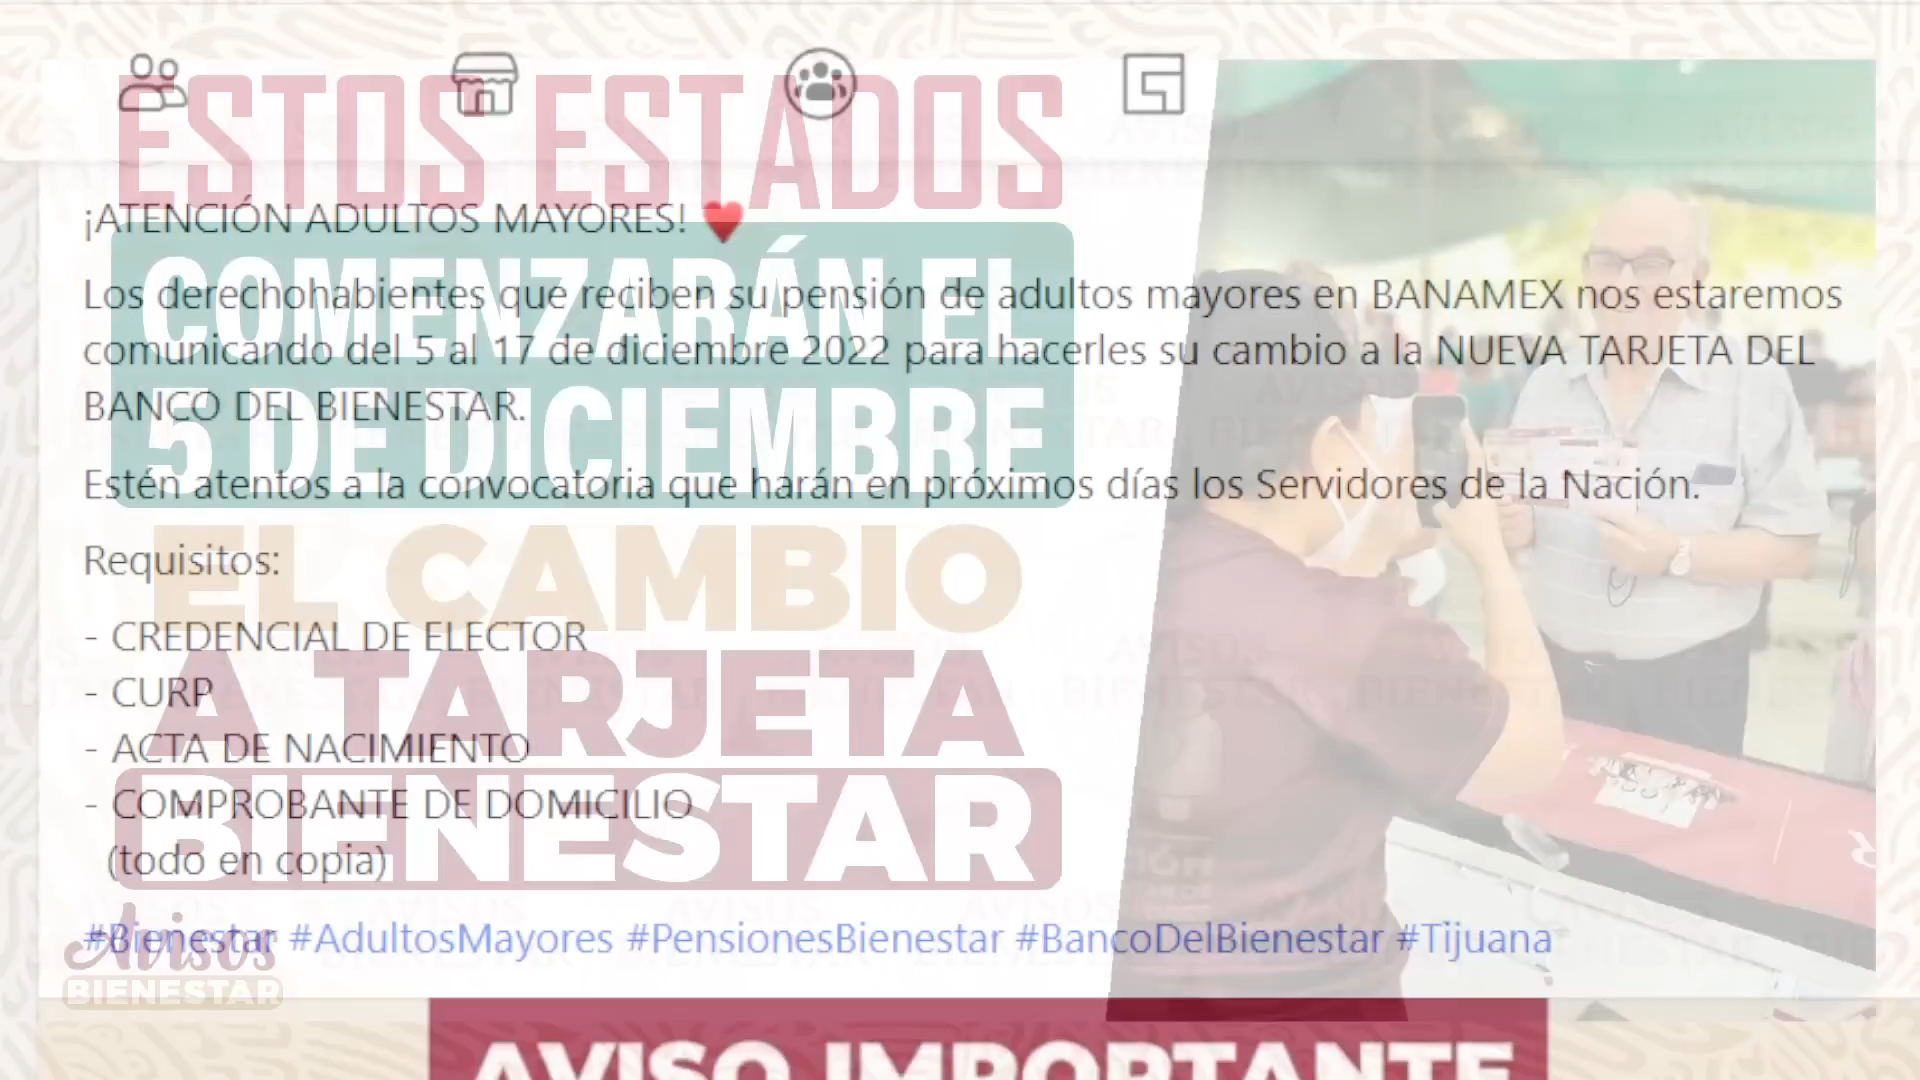 ESTOS ESTADOS
¡ATENCIÓN ADULTOS MAYORES!
COMENZARÁN EL
Los derechohabientes que reciben su pensión de adultos mayores en BANAMEX nos estaremos
comunicando del 5 al 17 de diciembre 2022 para hacerles su cambio a la NUEVA TARJETA DEL
BANCO DEL BIENESTAR.
5 DE DICIEMBRE
Estén atentos a la convocatoria que harán en próximos días los Servidores de la Nación.
EL CAMBIO
Requisitos:
- CREDENCIAL DE ELECTOR
A TARJETA
- CURP
- ACTA DE NACIMIENTO
BIENESTAR
- COMPROBANTE DE DOMICILIO
(todo en copia)
#Bienestar #AdultosMayores #PensionesBienestar #BancoDelBienestar #Tijuana
Avisos
BIENESTAR
AVISO IMPORTANTE